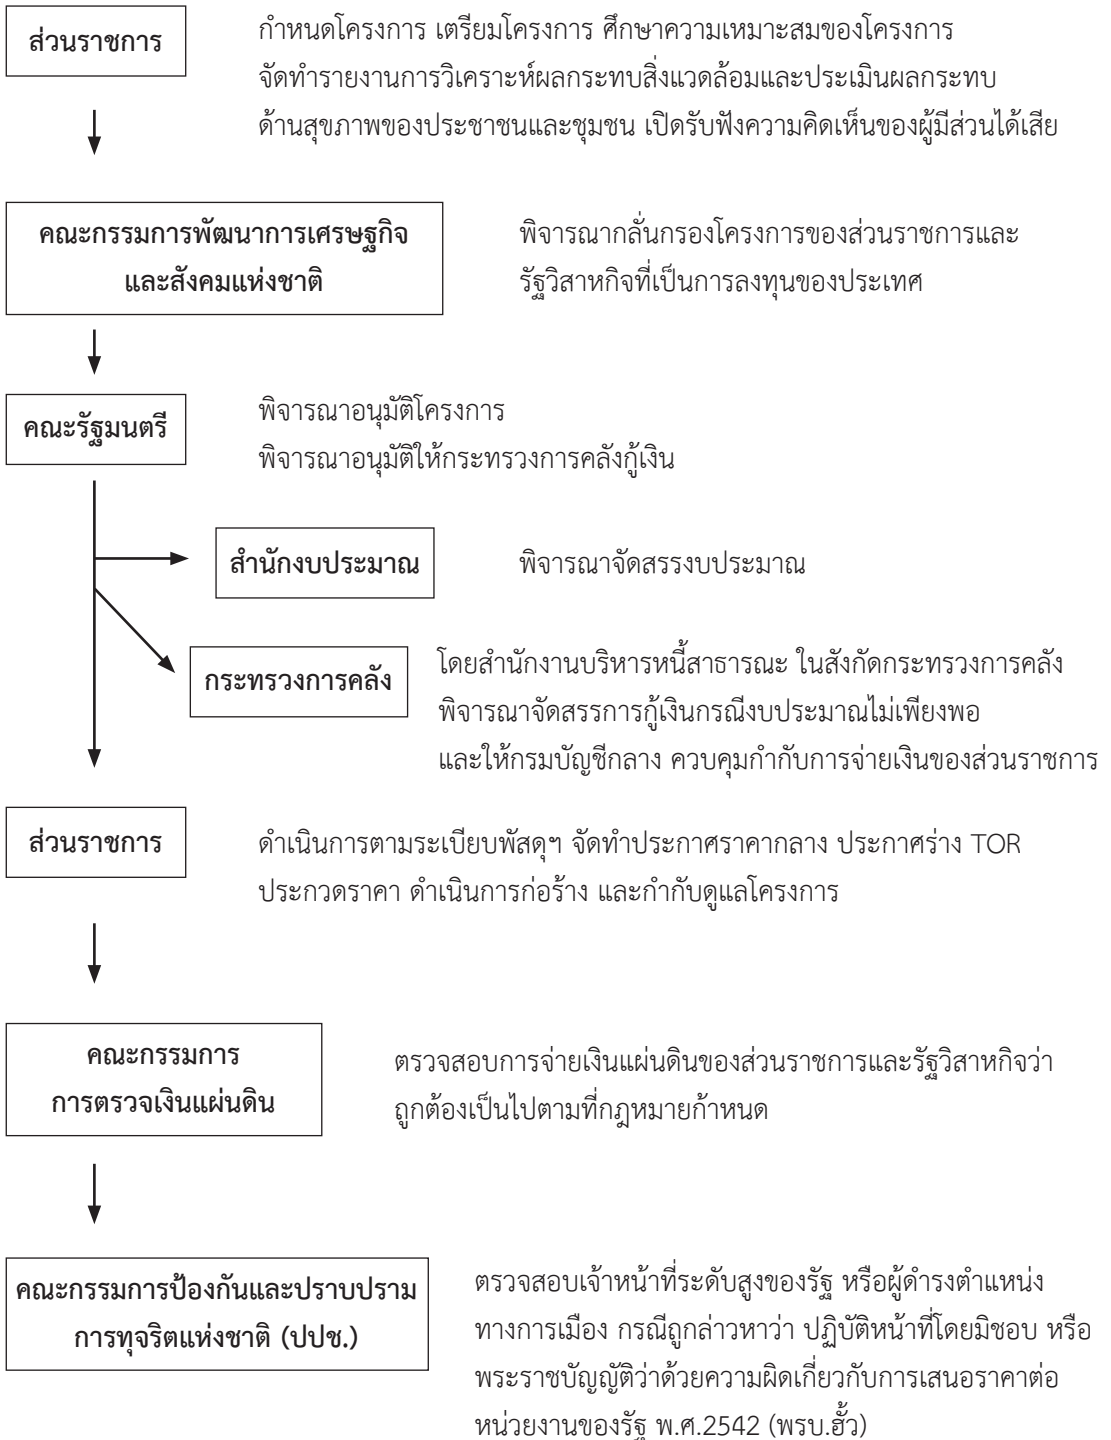 ส่วนราชการ
กำหนดโครงการ เตรียมโครงการ ศึกษาความเหมาะสมของโครงการ
จัดทำรายงานการวิเคราะห์ผลกระทบสิ่งแวดล้อมและประเมินผลกระทบ
ด้านสุขภาพของประชาชนและชุมชน เปิดรับฟังความคิดเห็นของผู้มีส่วนได้เสีย
คณะกรรมการพัฒนาการเศรษฐกิจ
และสังคมแห่งชาติ
พิจารณากลั่นกรองโครงการของส่วนราชการและ
รัฐวิสาหกิจที่เป็นการลงทุนของประเทศ
คณะรัฐมนตรี
พิจารณาอนุมัติโครงการ
พิจารณาอนุมัติให้กระทรวงการคลังกู้เงิน
สำนักงบประมาณ
พิจารณาจัดสรรงบประมาณ
กระทรวงการคลัง
โดยสำนักงานบริหารหนี้สาธารณะ ในสังกัดกระทรวงการคลัง
พิจารณาจัดสรรการกู้เงินกรณีงบประมาณไม่เพียงพอ
และให้กรมบัญชีกลาง ควบคุมกำกับการจ่ายเงินของส่วนราชการ
ส่วนราชการ
ดำเนินการตามระเบียบพัสดุฯ จัดทำประกาศราคากลาง ประกาศร่าง TOR
ประกวดราคา ดำเนินการก่อร้าง และกำกับดูแลโครงการ
คณะกรรมการ
การตรวจเงินแผ่นดิน
ตรวจสอบการจ่ายเงินแผ่นดินของส่วนราชการและรัฐวิสาหกิจว่า
ถูกต้องเป็นไปตามที่กฎหมายก้าหนด
คณะกรรมการป้องกันและปราบปราม
การทุจริตแห่งชาติ (ปปช.)
ตรวจสอบเจ้าหน้าที่ระดับสูงของรัฐ หรือผู้ดำรงตำแหน่ง
ทางการเมือง กรณีถูกล่าวหาว่า ปฏิบัติหน้าที่โดยมิชอบ หรือ
พระราชบัญญัติว่าด้วยความผิดเกี่ยวกับการเสนอราคาต่อ
หน่วยงานของรัฐ พ.ศ.2542 (พรบ.ฮั้ว)